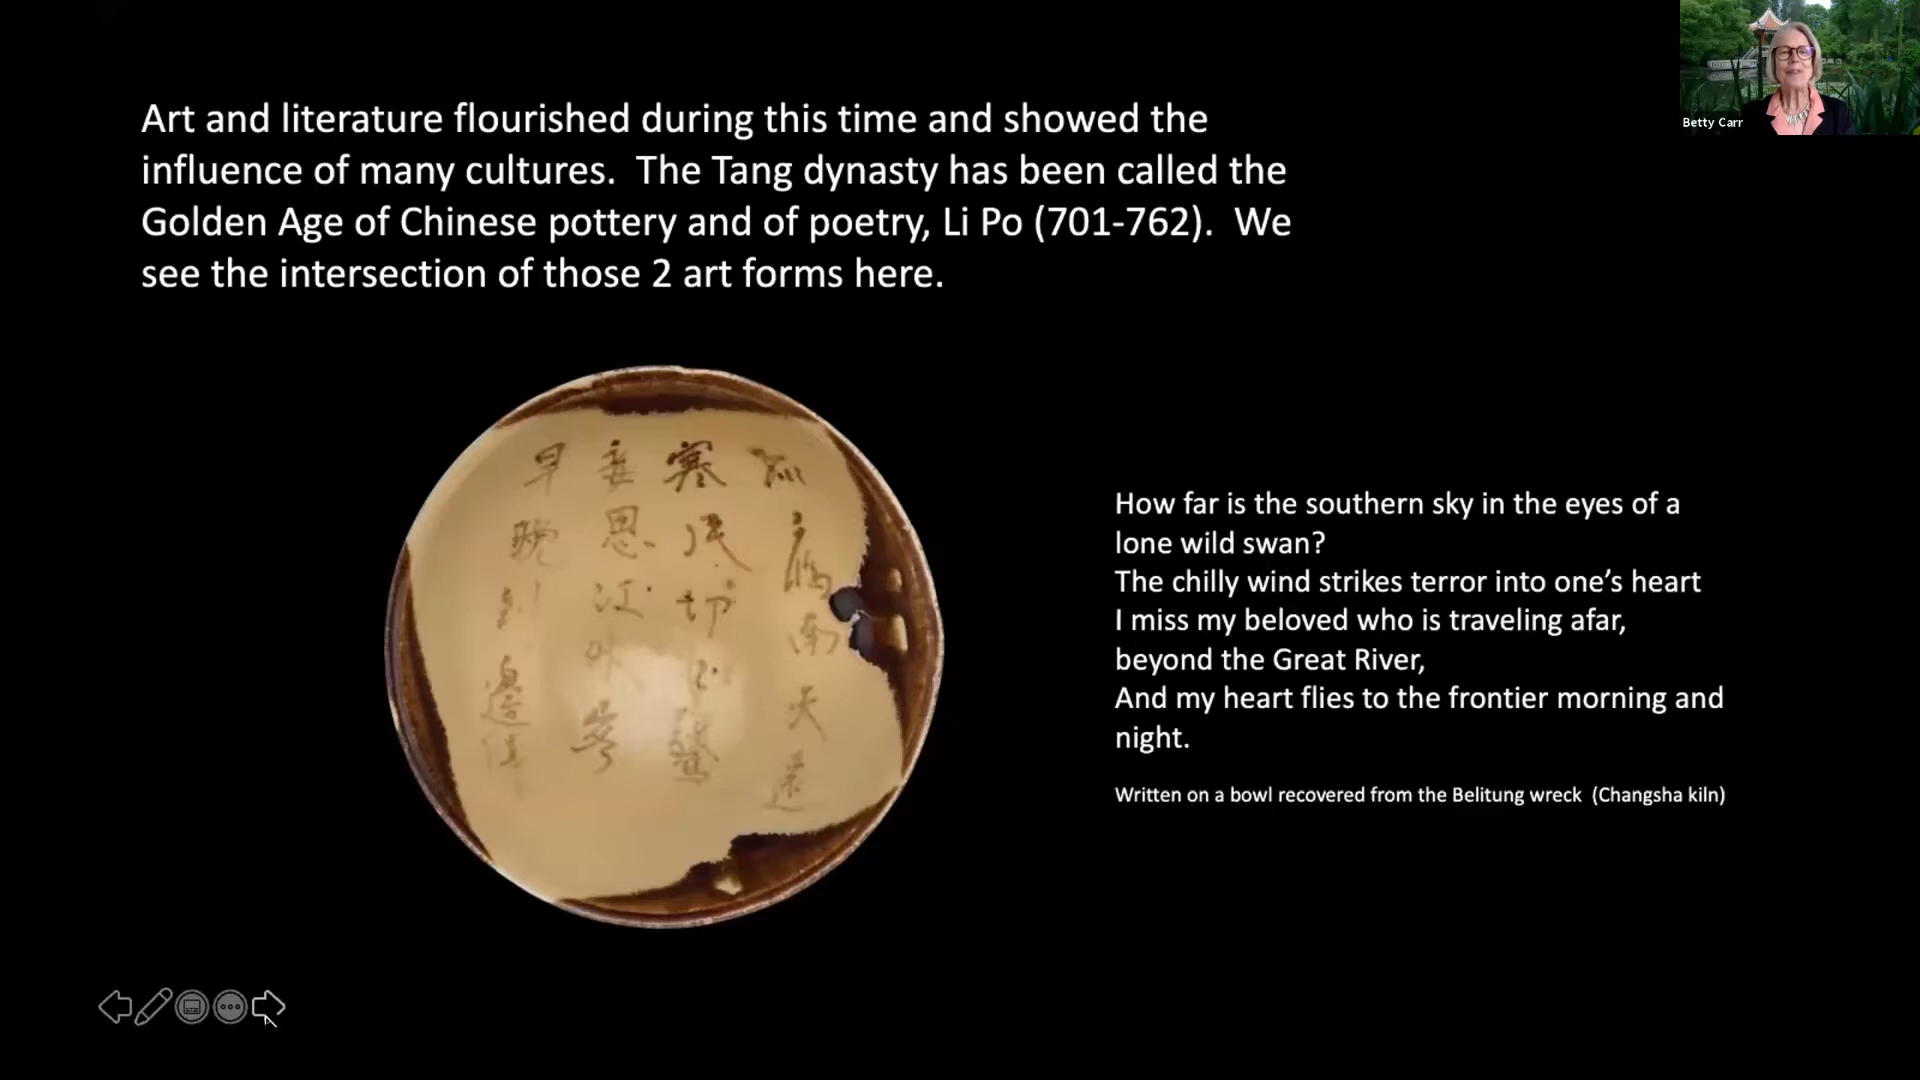 Betty Carr
Art and literature flourished during this time and showed the
influence of many cultures. The Tang dynasty has been called the
Golden Age of Chinese pottery and of poetry, Li Po (701-762). We
see the intersection of those 2 art forms here.
南天遠
寒風切驚
妾思江外
早晚到邊
How far is the southern sky in the eyes of a
lone wild swan?
The chilly wind strikes terror into one’s heart
I miss my beloved who is traveling afar,
beyond the Great River,
And my heart flies to the frontier morning and
night.
Written on a bowl recovered from the Belitung wreck (Changsha kiln)